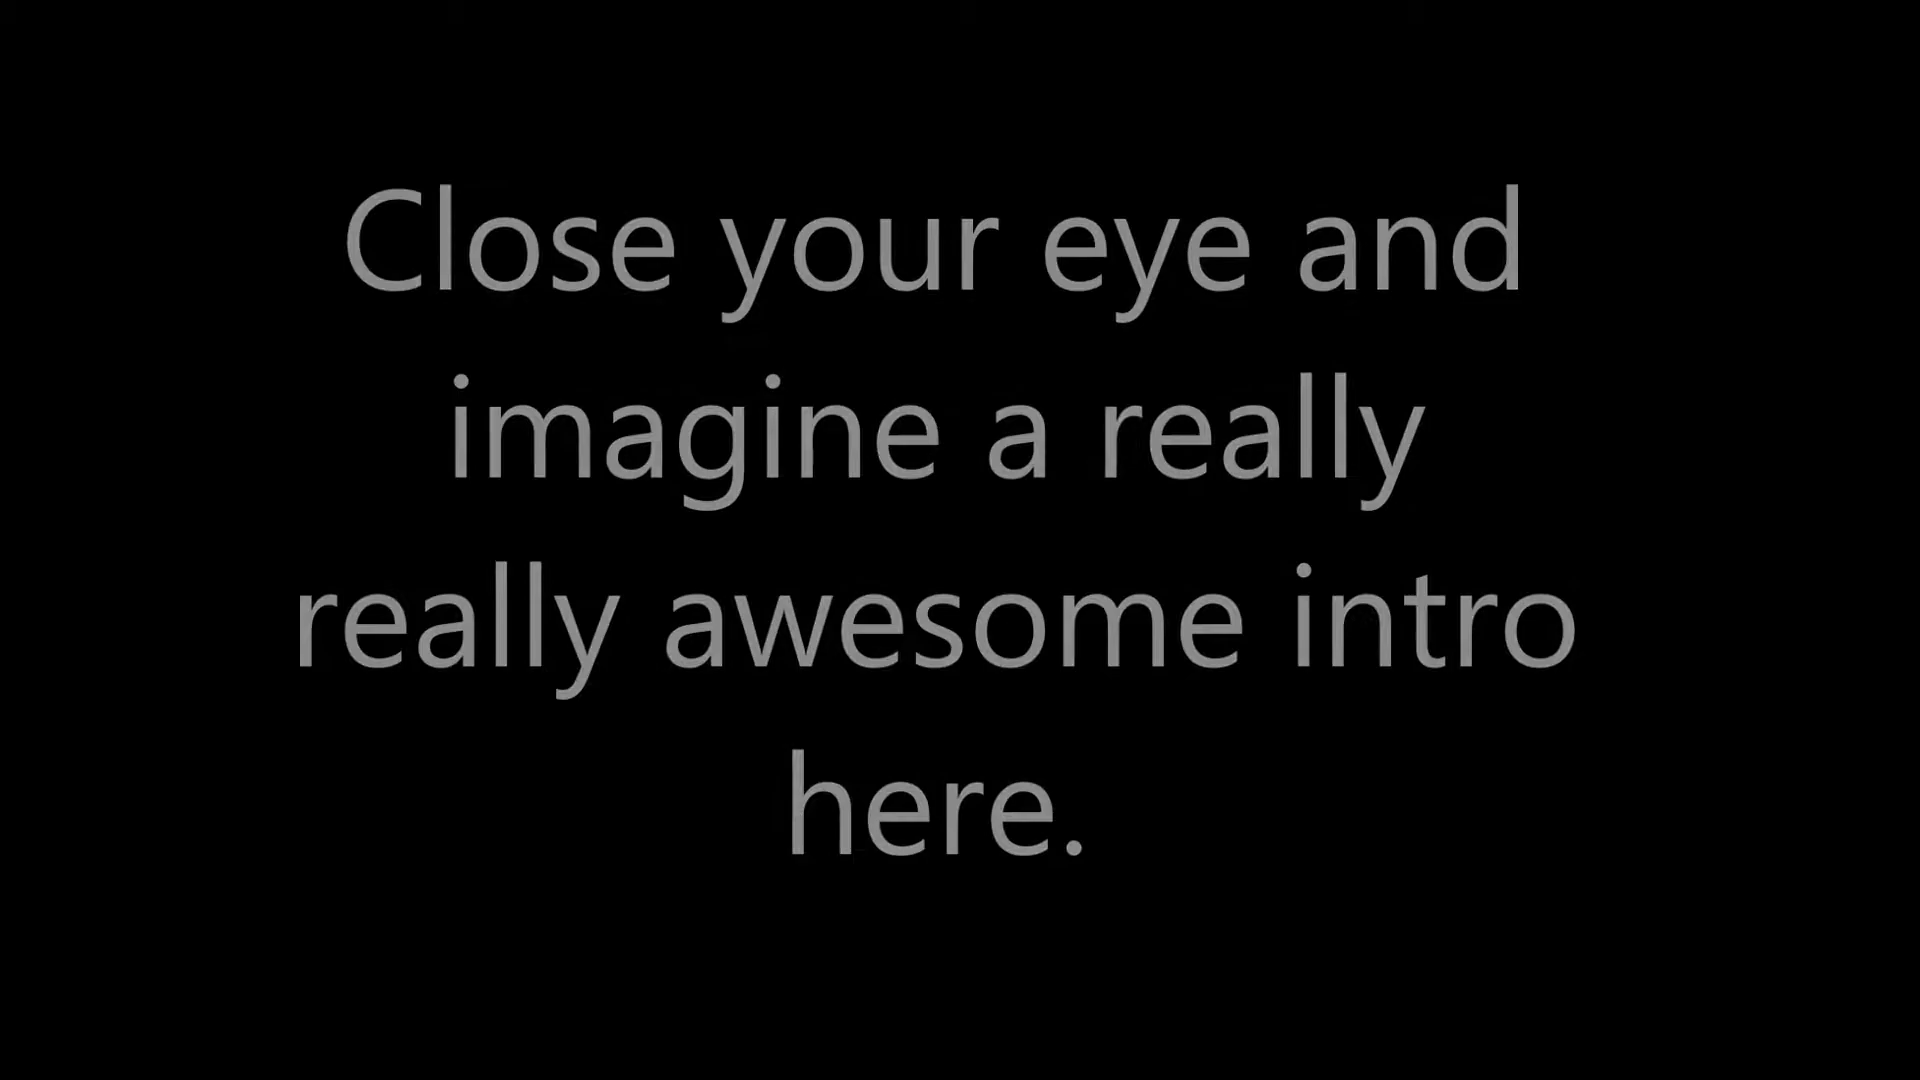 Close your eye and
imagine a really
really awesome intro
here.